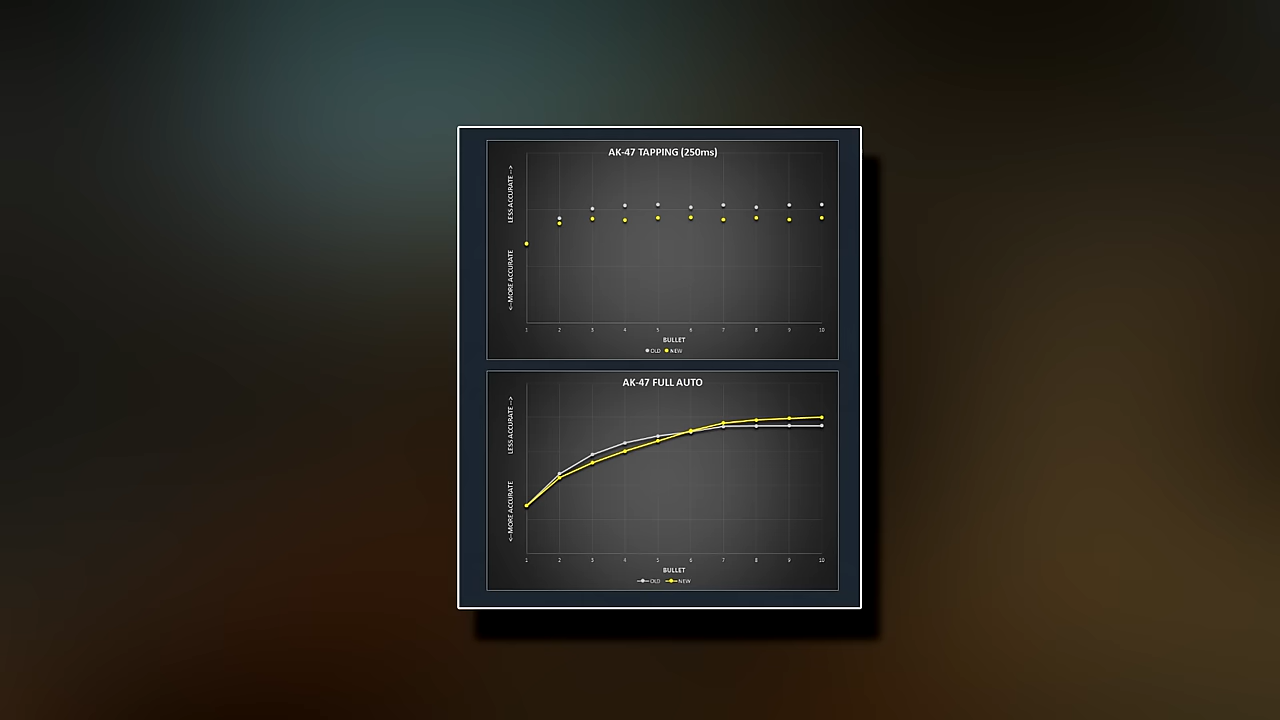 AK-47 TAPPING (250ms)
LESS ACCURATE -->
<--MORE ACCURATE
1 2 3 4 5 6 7 8 9 10
BULLET
OLD NEW
AK-47 FULL AUTO
LESS ACCURATE -->
<--MORE ACCURATE
1 2 3 4 5 6 7 8 9 10
BULLET
OLD NEW